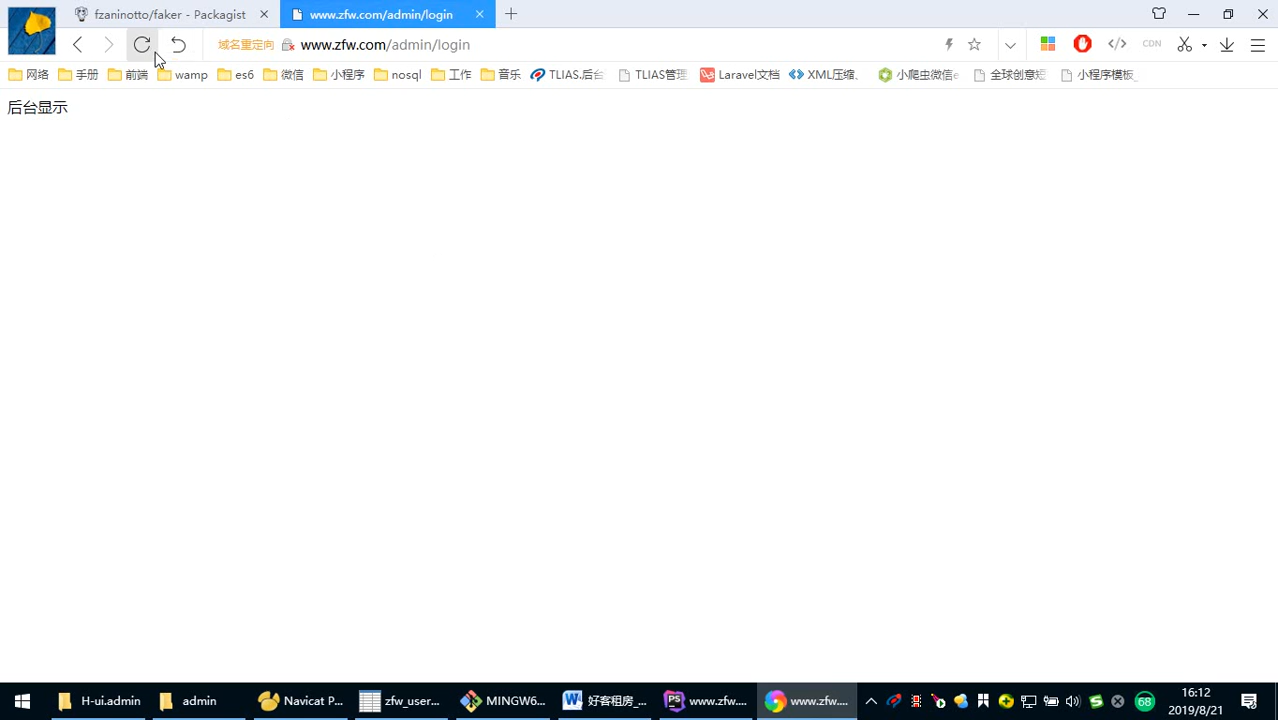 fzaninotto/faker - Packagist
www.zfw.com/admin/login
域名重定向 www.zfw.com/admin/login
CDN
网络 手册 前端 wamp es6 微信 小程序 nosql 工作 音乐 TLIAS.后台 TLIAS管理 Laravel文档 XML压缩、 小爬虫微信 全球创意短 小程序模板_
后台显示
H-ui.admin admin Navicat P... zfw_user... MINGW6... 好客租房_... PS www.zfw.... www.zfw.... 68
16:12
2019/8/21